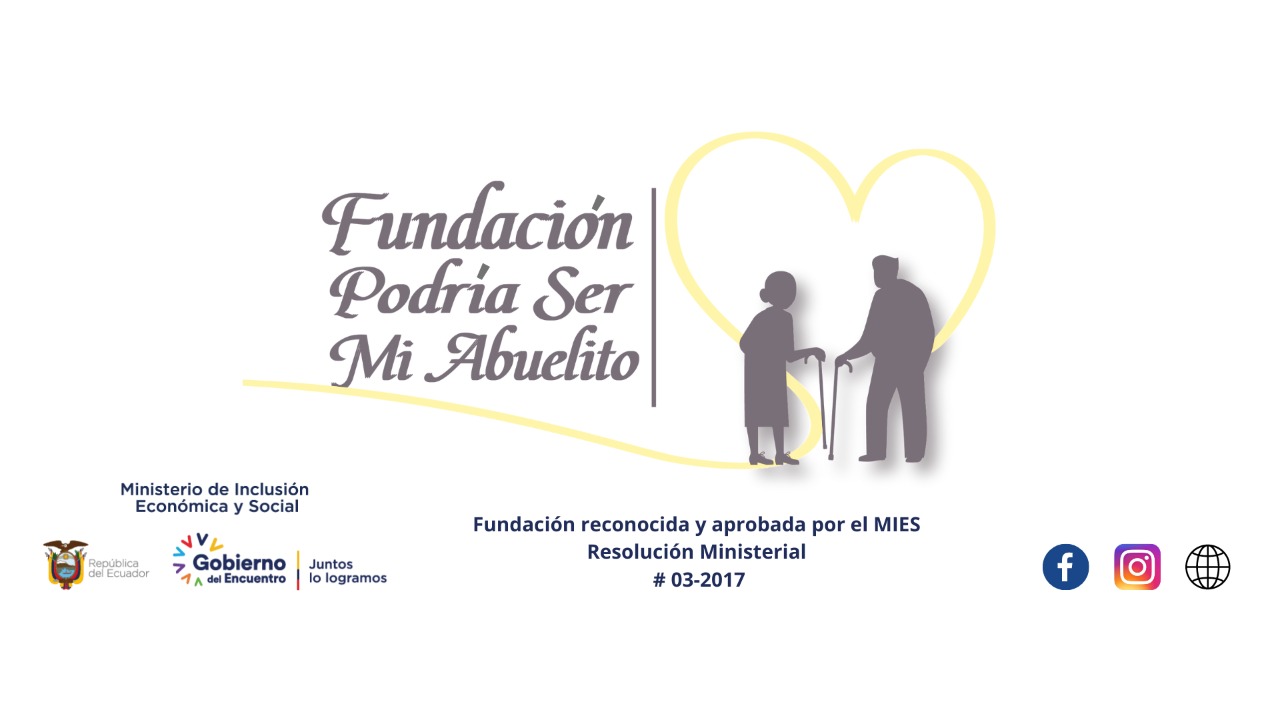 Fundación
Podría Ser
Mi Abuelito
Ministerio de Inclusión
Económica y Social
República
del Ecuador
Gobierno
del Encuentro
Juntos
lo logramos
Fundación reconocida y aprobada por el MIES
Resolución Ministerial
# 03-2017